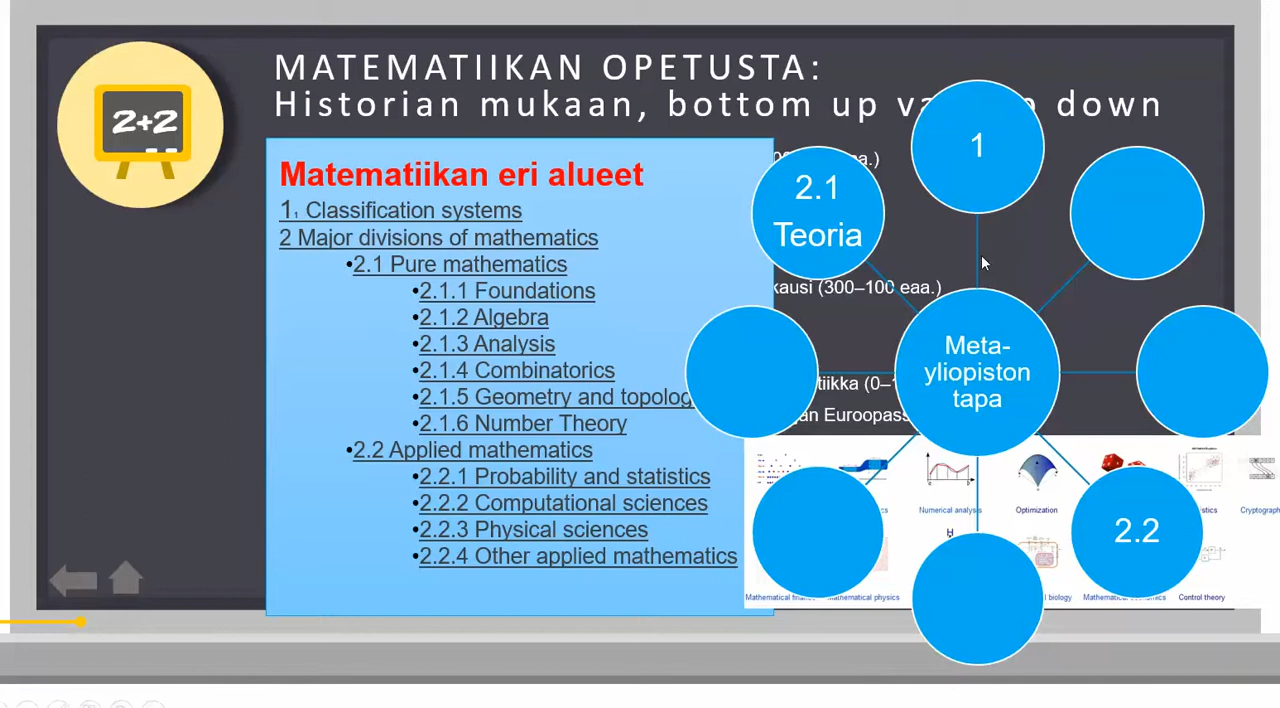 2+2
MATEMATIIKAN OPETUSTA:
Historian mukaan, bottom up down
Matematiikan eri alueet
1. Classification systems
2 Major divisions of mathematics
•2.1 Pure mathematics
•2.1.1 Foundations
•2.1.2 Algebra
•2.1.3 Analysis
•2.1.4 Combinatorics
•2.1.5 Geometry and
•2.1.6 Number Theory
•2.2 Applied mathematics
•2.2.1 Probability and statistics
•2.2.2 Computational sciences
•2.2.3 Physical sciences
•2.2.4 Other applied mathematics
1
2.1
Teoria
Meta-
yliopiston
tapa
2.2
(300–100 eaa.)
Euroopass
Numerical analysis
Optimization
Mathematical
physics
biology
Control theory